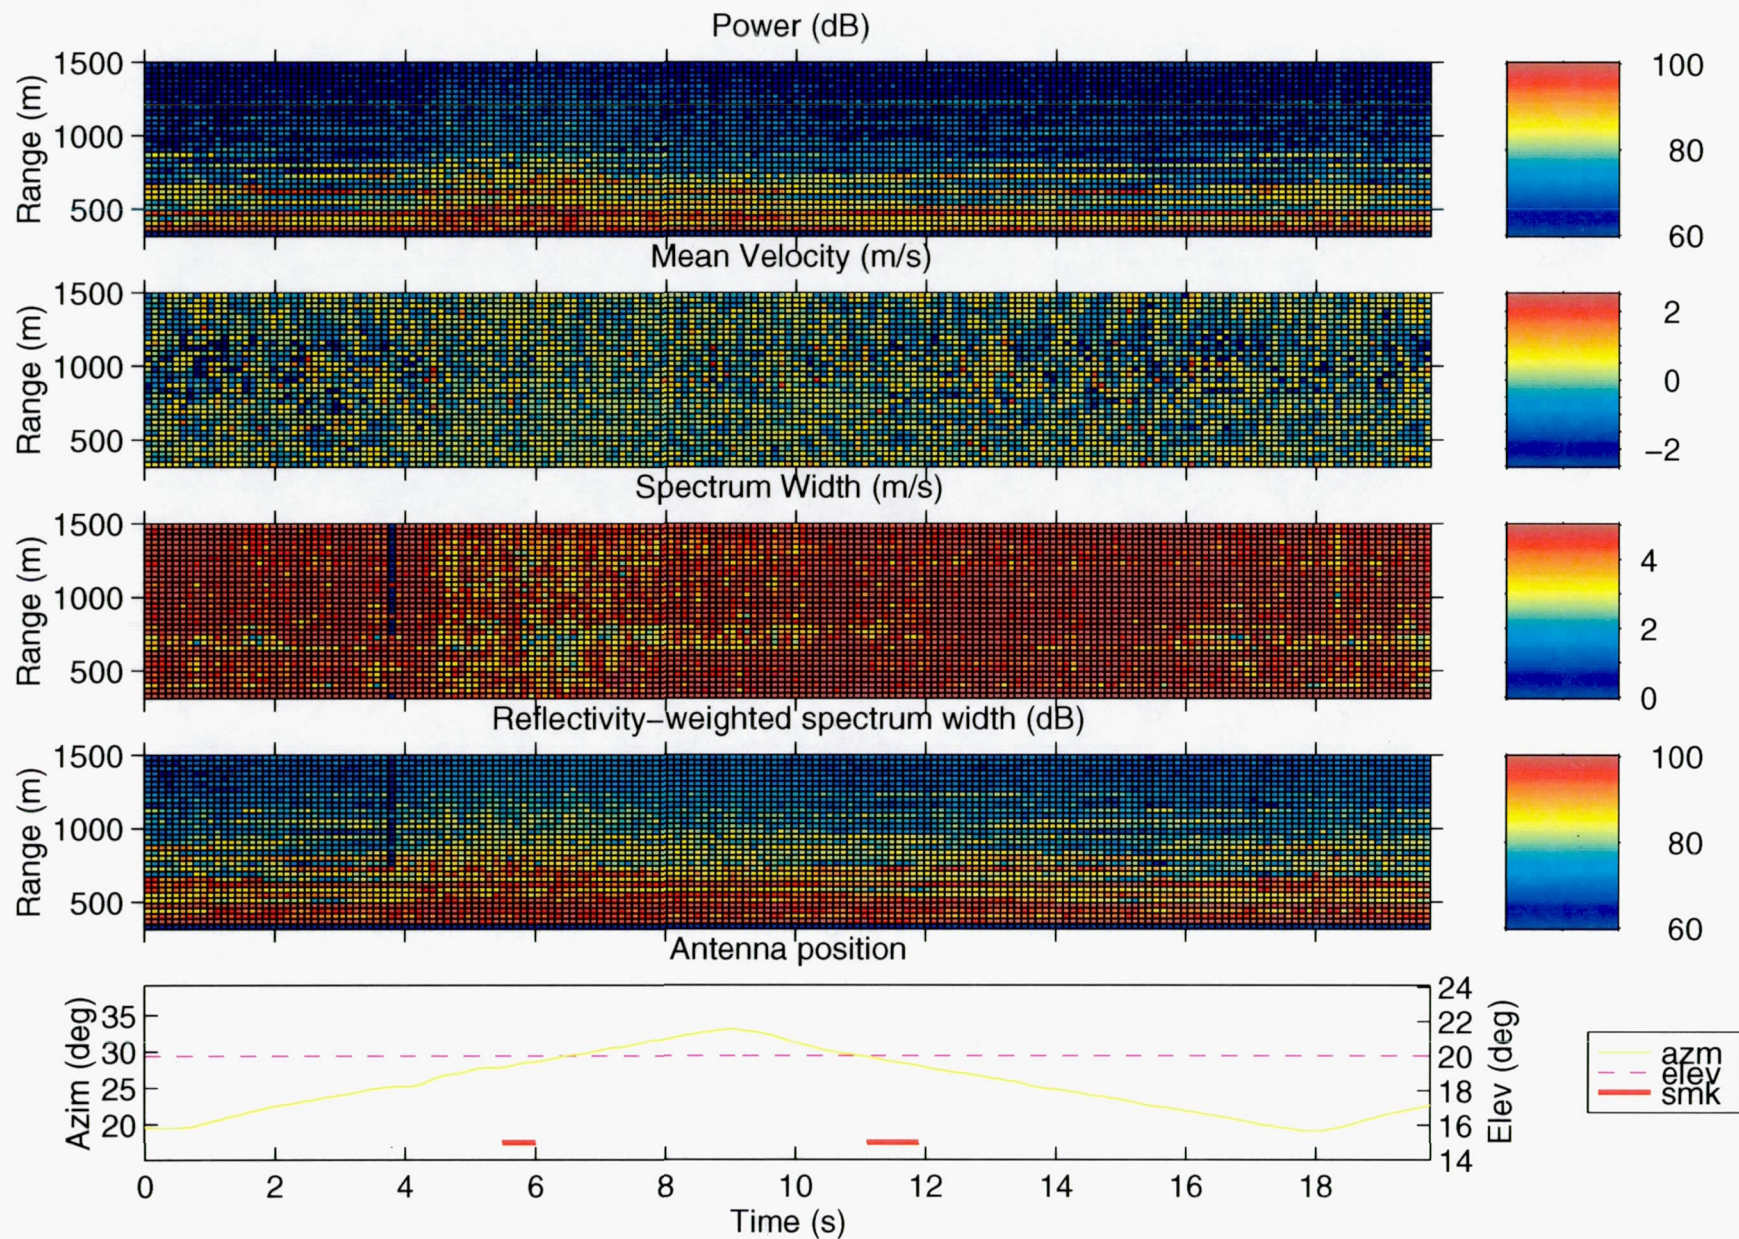 Power (dB)
1500
1000
500
Range (m)
100
80
60
Mean Velocity (m/s)
1500
1000
500
Range (m)
2
0
−2
Spectrum Width (m/s)
1500
1000
500
Range (m)
4
2
0
Reflectivity−weighted spectrum width (dB)
1500
1000
500
Range (m)
100
80
60
Antenna position
35
30
25
20
Azim (deg)
24
22
20
18
16
14
Elev (deg)
azm
elev
smk
0 2 4 6 8 10 12 14 16 18
Time (s)